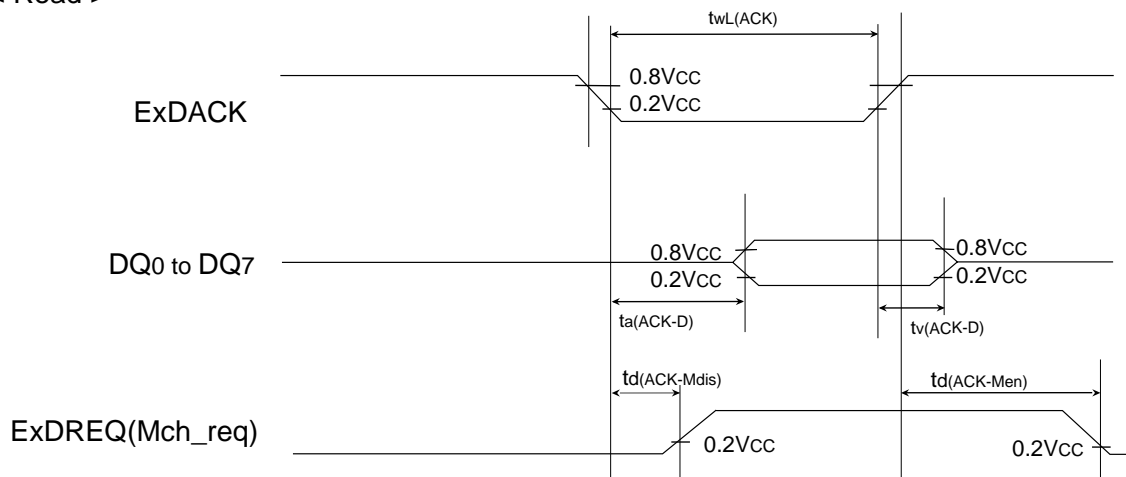 < Read >
twL(ACK)
0.8VCC
0.2VCC
ExDACK
0.8VCC
0.2VCC
0.8VCC
0.2VCC
DQ0 to DQ7
ta(ACK-D)
tv(ACK-D)
td(ACK-Mdis)
td(ACK-Men)
ExDREQ(Mch_req)
0.2VCC
0.2VCC